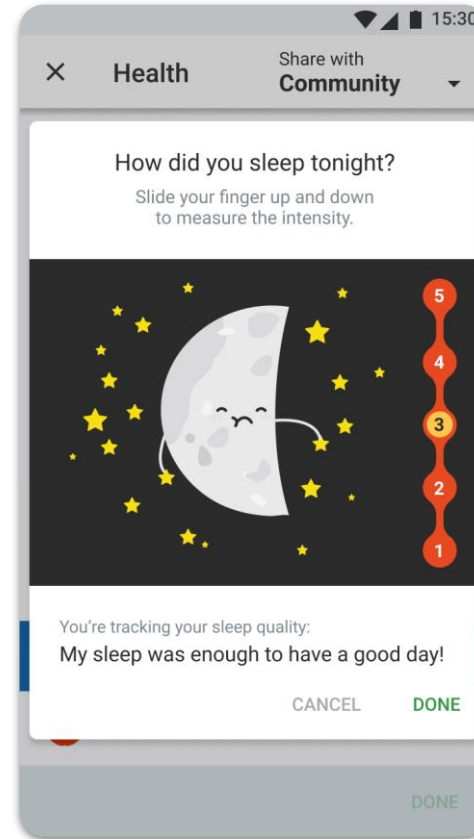 15:30
Health
Share with
Community
How did you sleep tonight?
Slide your finger up and down
to measure the intensity.
5
4
3
2
1
You're tracking your sleep quality:
My sleep was enough to have a good day!
CANCEL DONE
DONE